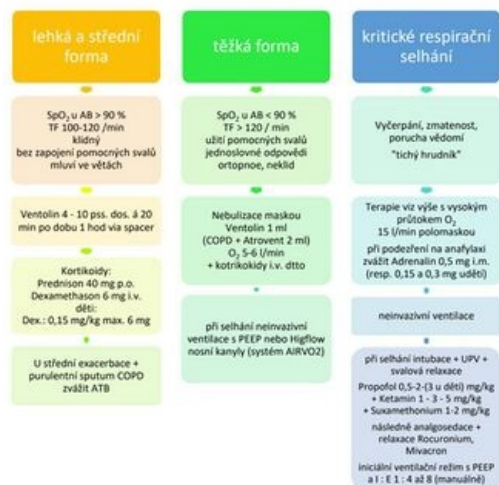 lehká a střední
forma
SpO₂ u AB > 90 %
TF 100-120 /min
klidný
bez zapojení pomocných svalů
mluví ve větách
Ventolin 4 - 10 pss. dos. á 20
min po dobu 1 hod via spacer
Kortikoidy:
Prednison 40 mg p.o.
Dexamethason 6 mg i.v.
děti:
Dex.: 0,15 mg/kg max. 6 mg
U střední exacerbace +
purulentní sputum COPD
zvážit ATB
těžká forma
SpO₂ u AB < 90 %
TF > 120 / min
užití pomocných svalů
jednoslovné odpovědi
ortopnoe, neklid
Nebulizace maskou
Ventolin 1 ml
(COPD + Atrovent 2 ml)
O₂ 5-6 l/min
+ kotrikokidy i.v. dtto
při selhání neinvazivní
ventilace s PEEP nebo Higflow
nosní kanyly (systém AIRVO2)
kritické respirační
selhání
Vyčerpání, zmatenost,
porucha vědomí
"tichý hrudník"
Terapie viz výše s vysokým
průtokem O₂
15 l/min polomaskou
při podezření na anafylaxi
zvážit Adrenalin 0,5 mg i.m.
(resp. 0,15 a 0,3 mg udětí)
neinvazivní ventilace
při selhání intubace + UPV +
svalová relaxace
Propofol 0,5-2-(3 u dětí) mg/kg
+ Ketamin 1 - 3 - 5 mg/kg
+ Suxamethonium 1-2 mg/kg
následně analgosedace +
relaxace Rocuronium,
Mivacron
iniciální ventilační režim s PEEP
a I : E 1 : 4 až 8 (manuálně)